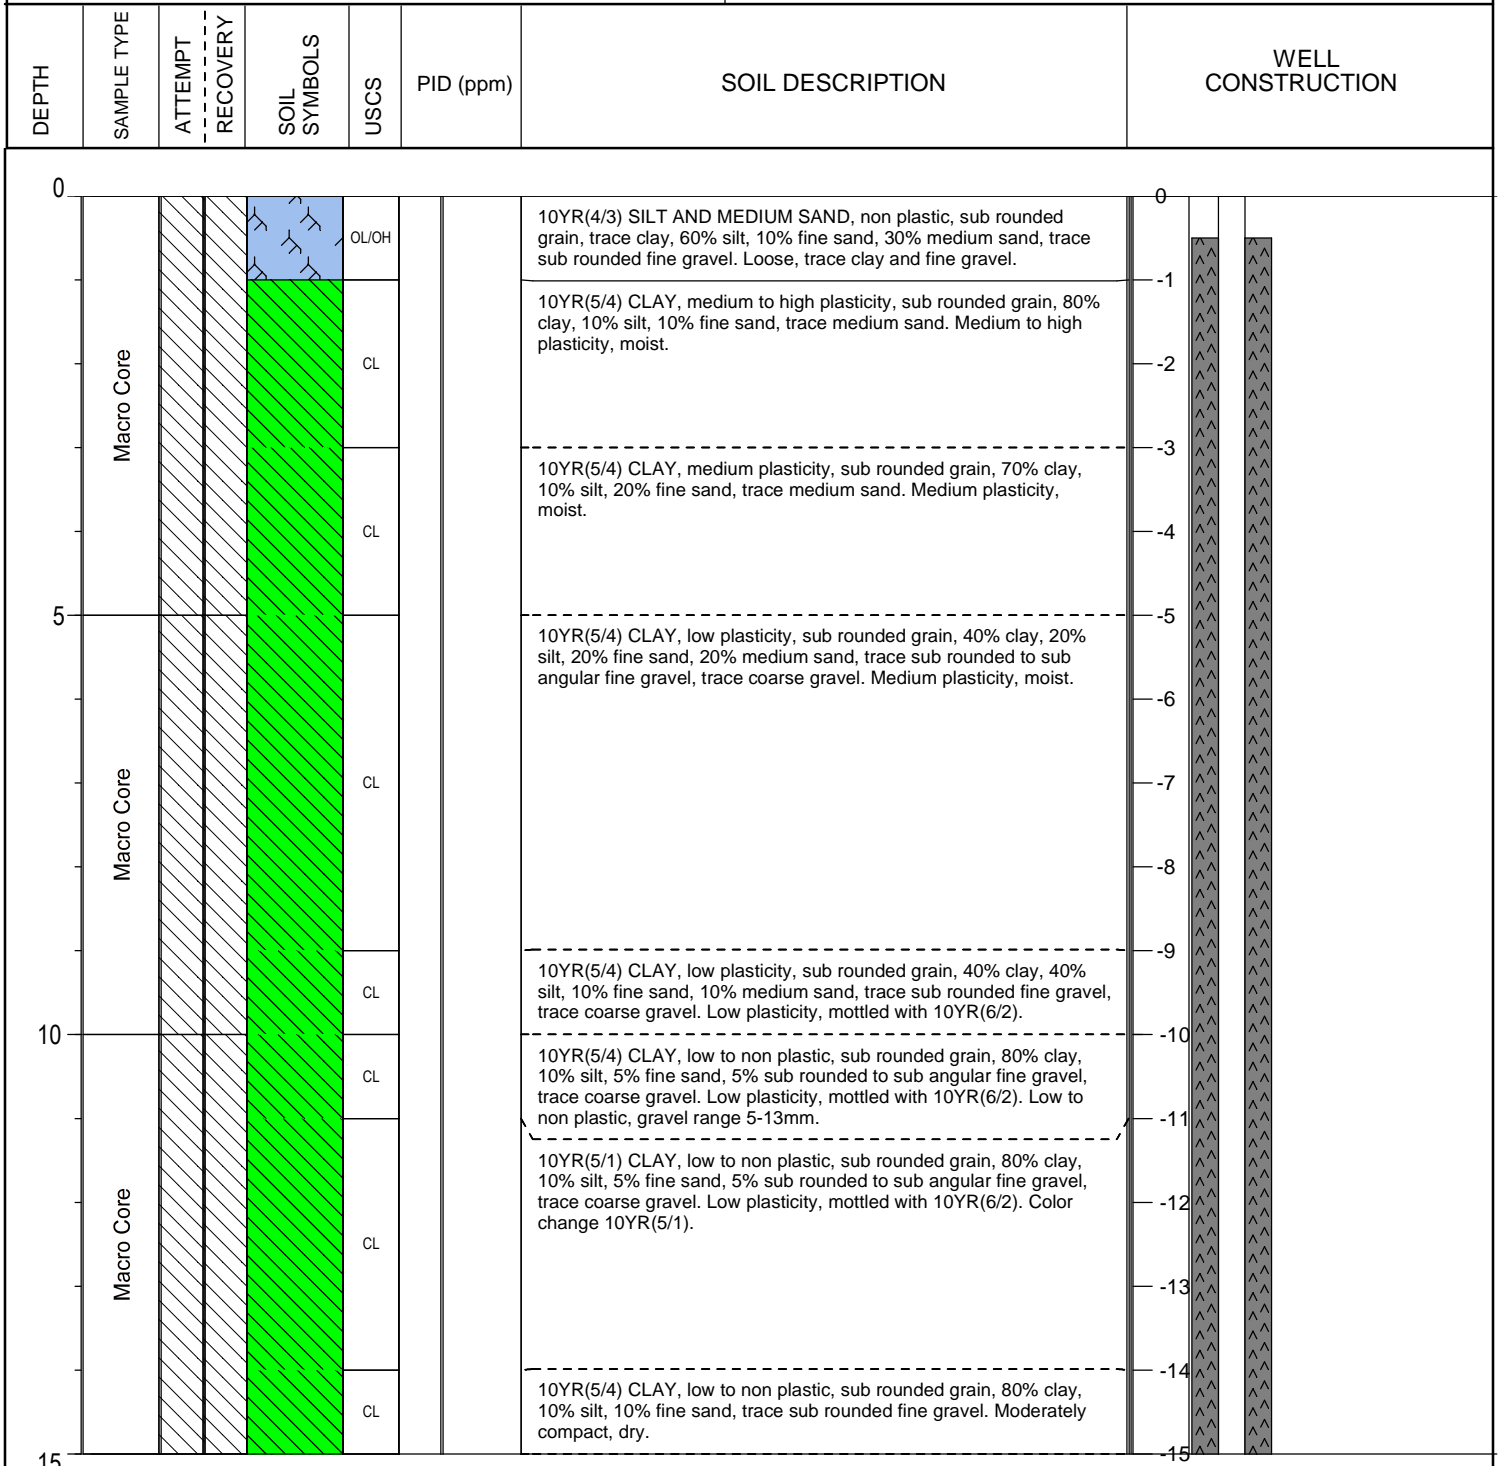 DEPTH
SAMPLE TYPE
ATTEMPT
RECOVERY
SOIL
SYMBOLS
USCS
PID (ppm)
SOIL DESCRIPTION
WELL
CONSTRUCTION
0
0
OL/OH
10YR(4/3) SILT AND MEDIUM SAND, non plastic, sub rounded
grain, trace clay, 60% silt, 10% fine sand, 30% medium sand, trace
sub rounded fine gravel. Loose, trace clay and fine gravel.
-1
Macro Core
CL
10YR(5/4) CLAY, medium to high plasticity, sub rounded grain, 80%
clay, 10% silt, 10% fine sand, trace medium sand. Medium to high
plasticity, moist.
-2
-3
CL
10YR(5/4) CLAY, medium plasticity, sub rounded grain, 70% clay,
10% silt, 20% fine sand, trace medium sand. Medium plasticity,
moist.
-4
5
-5
Macro Core
CL
10YR(5/4) CLAY, low plasticity, sub rounded grain, 40% clay, 20%
silt, 20% fine sand, 20% medium sand, trace sub rounded to sub
angular fine gravel, trace coarse gravel. Medium plasticity, moist.
-6
-7
-8
-9
CL
10YR(5/4) CLAY, low plasticity, sub rounded grain, 40% clay, 40%
silt, 10% fine sand, 10% medium sand, trace sub rounded fine gravel,
trace coarse gravel. Low plasticity, mottled with 10YR(6/2).
10
-10
CL
10YR(5/4) CLAY, low to non plastic, sub rounded grain, 80% clay,
10% silt, 5% fine sand, 5% sub rounded to sub angular fine gravel,
trace coarse gravel. Low plasticity, mottled with 10YR(6/2). Low to
non plastic, gravel range 5-13mm.
-11
Macro Core
CL
10YR(5/1) CLAY, low to non plastic, sub rounded grain, 80% clay,
10% silt, 5% fine sand, 5% sub rounded to sub angular fine gravel,
trace coarse gravel. Low plasticity, mottled with 10YR(6/2). Color
change 10YR(5/1).
-12
-13
-14
CL
10YR(5/4) CLAY, low to non plastic, sub rounded grain, 80% clay,
10% silt, 10% fine sand, trace sub rounded fine gravel. Moderately
compact, dry.
15
-15